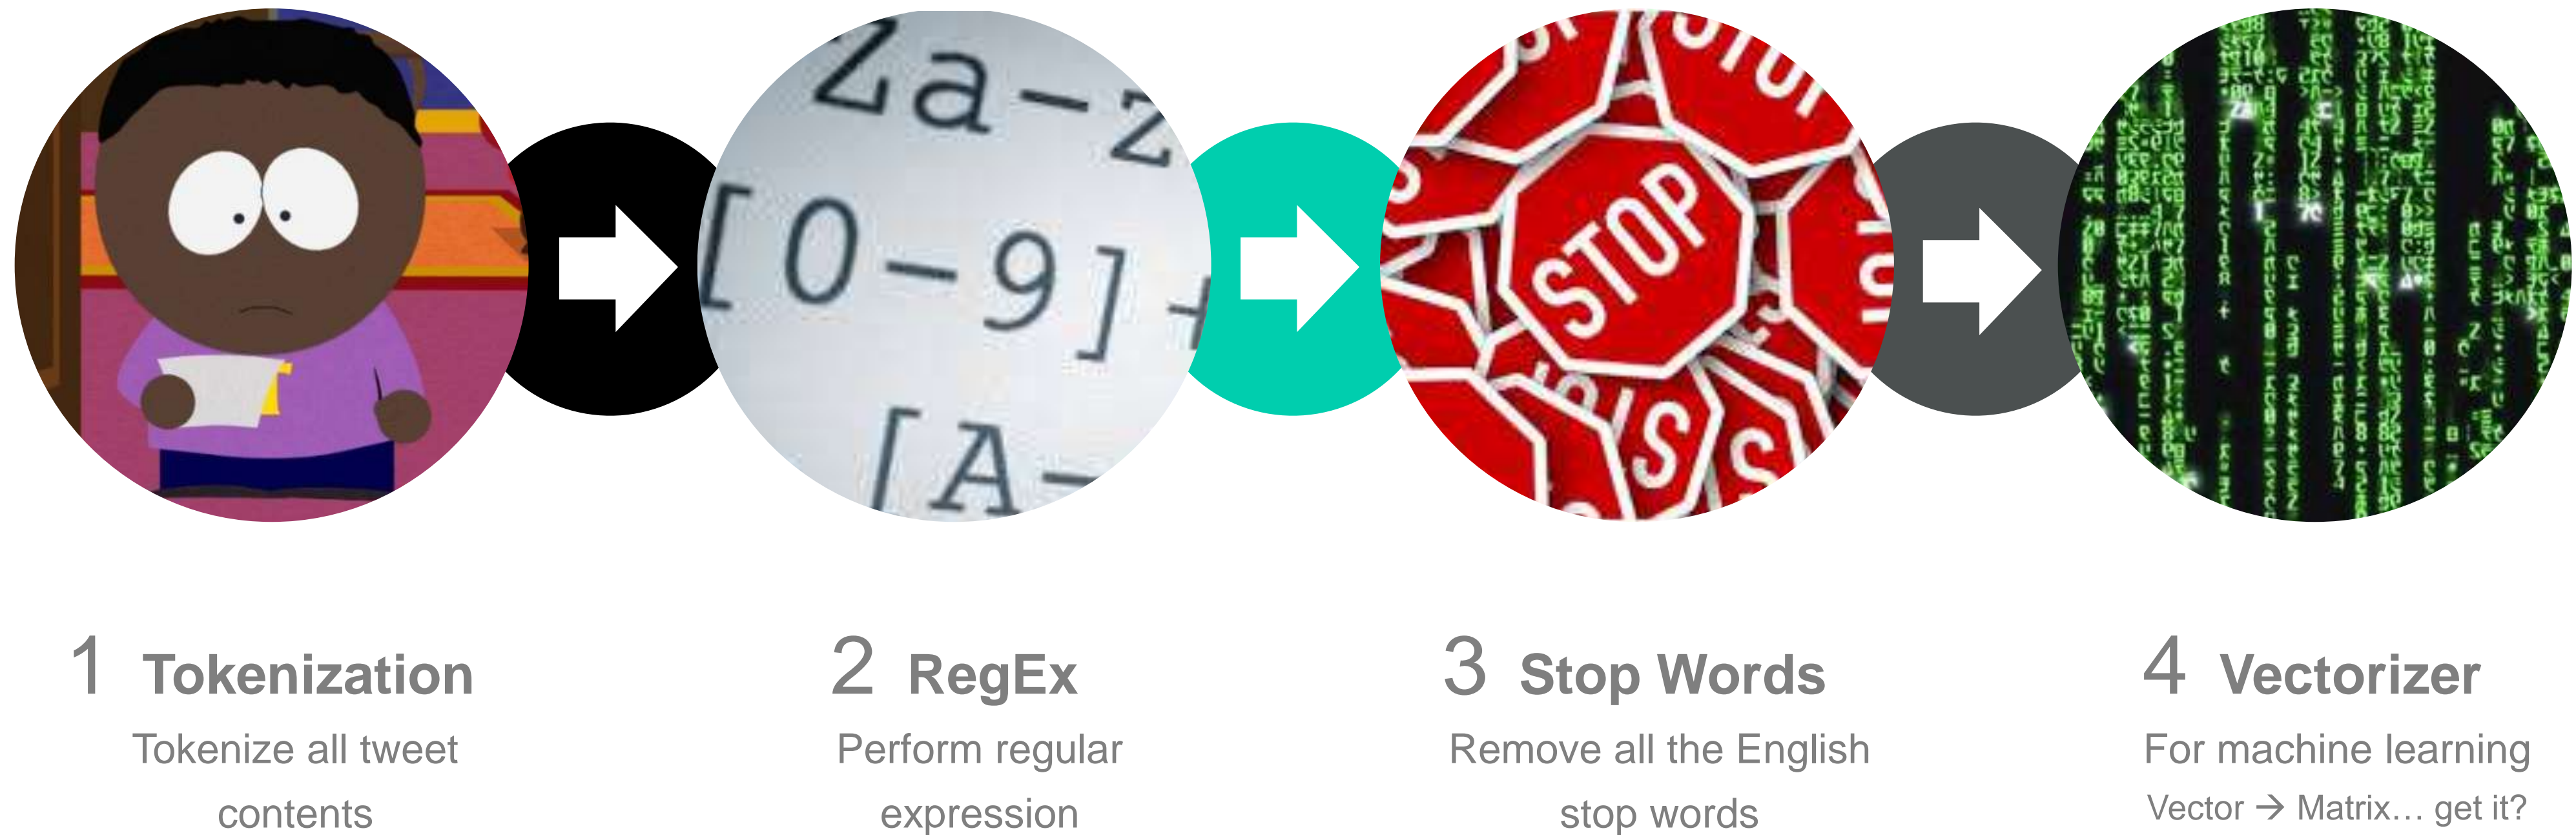 Za-z
[0-9]+
[A-
STOP
1 Tokenization
Tokenize all tweet
contents
2 RegEx
Perform regular
expression
3 Stop Words
Remove all the English
stop words
4 Vectorizer
For machine learning
Vector → Matrix… get it?